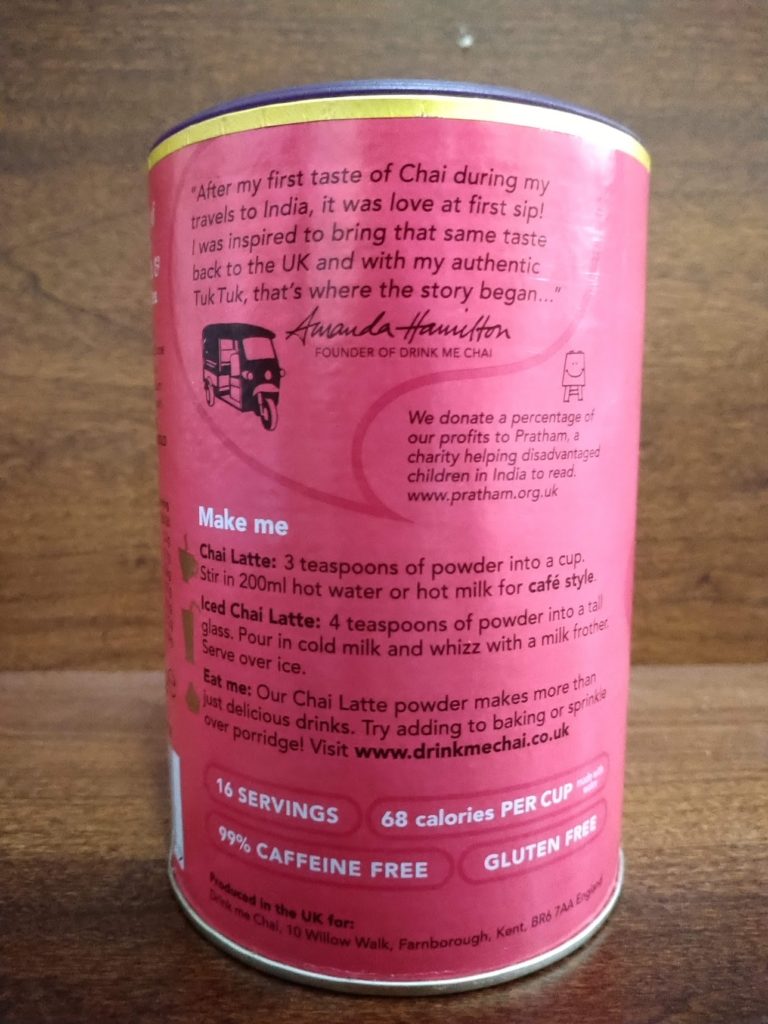 "After my first taste of Chai during my
travels to India, it was love at first sip!
I was inspired to bring that same taste
back to the UK and with my authentic
Tuk Tuk, that's where the story began..."
Amanda Hamilton
FOUNDER OF DRINK ME CHAI
We donate a percentage of
our profits to Pratham, a
charity helping disadvantaged
children in India to read.
www.pratham.org.uk
Make me
Chai Latte: 3 teaspoons of powder into a cup.
Stir in 200ml hot water or hot milk for café style.
Iced Chai Latte: 4 teaspoons of powder into a tall
glass. Pour in cold milk and whizz with a milk frother.
Serve over ice.
Eat me: Our Chai Latte powder makes more than
just delicious drinks. Try adding to baking or sprinkle
over porridge! Visit www.drinkmechai.co.uk
16 SERVINGS
68 calories PER CUP made with water
99% CAFFEINE FREE
GLUTEN FREE
Produced in the UK for:
Drink me Chai, 10 Willow Walk, Farnborough, Kent, BR6 7AA England